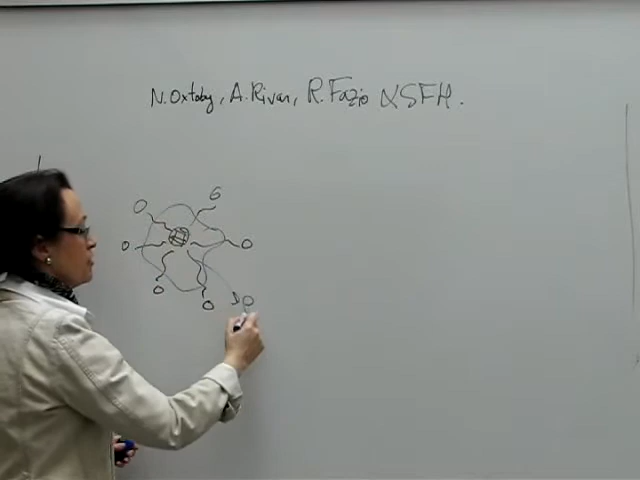 N. Oxtoby, A. Rivas, R. Fazio & SFH.